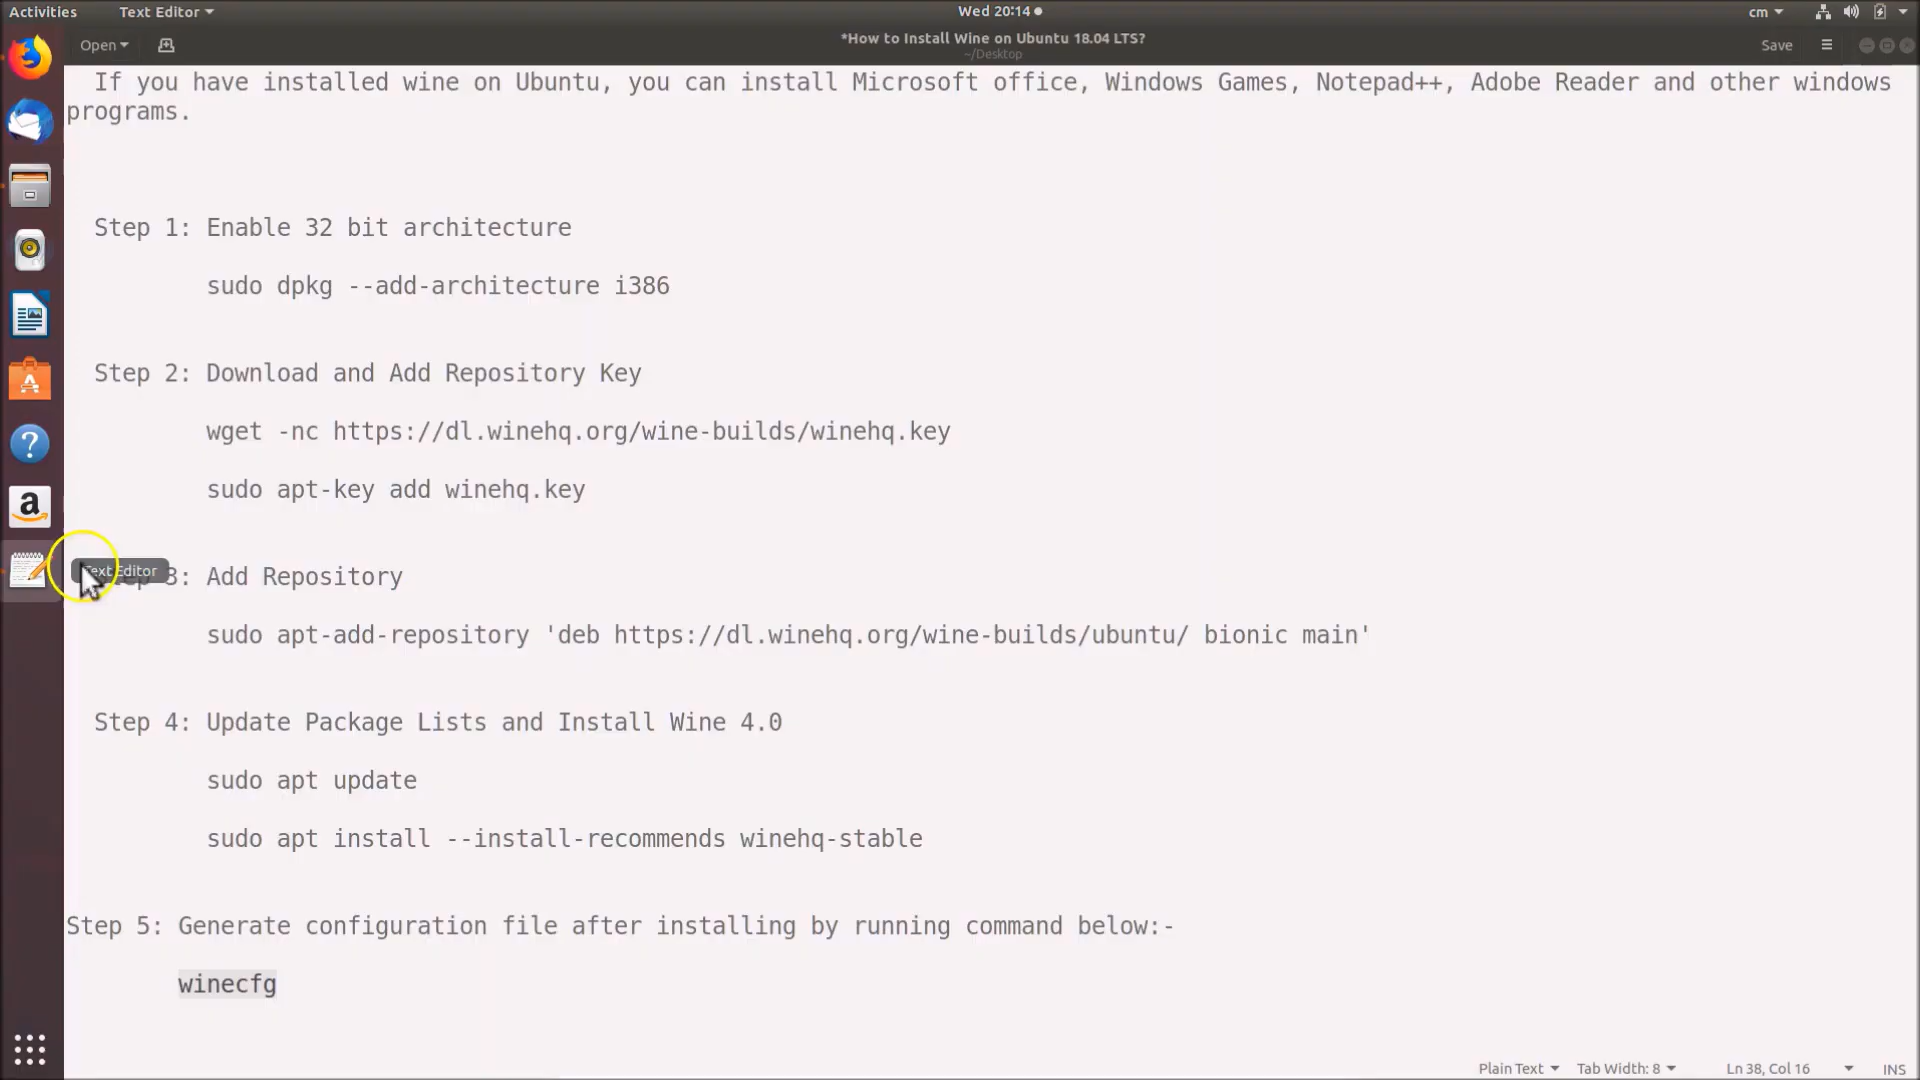 Activities Text Editor Wed 20:14 cm
Open *How to Install Wine on Ubuntu 18.04 LTS? Save
~/Desktop
If you have installed wine on Ubuntu, you can install Microsoft office, Windows Games, Notepad++, Adobe Reader and other windows
programs.
Step 1: Enable 32 bit architecture
sudo dpkg --add-architecture i386
Step 2: Download and Add Repository Key
wget -nc https://dl.winehq.org/wine-builds/winehq.key
sudo apt-key add winehq.key
Text Editor
3: Add Repository
sudo apt-add-repository 'deb https://dl.winehq.org/wine-builds/ubuntu/ bionic main'
Step 4: Update Package Lists and Install Wine 4.0
sudo apt update
sudo apt install --install-recommends winehq-stable
Step 5: Generate configuration file after installing by running command below:-
winecfg
Plain Text Tab Width: 8 Ln 38, Col 16 INS